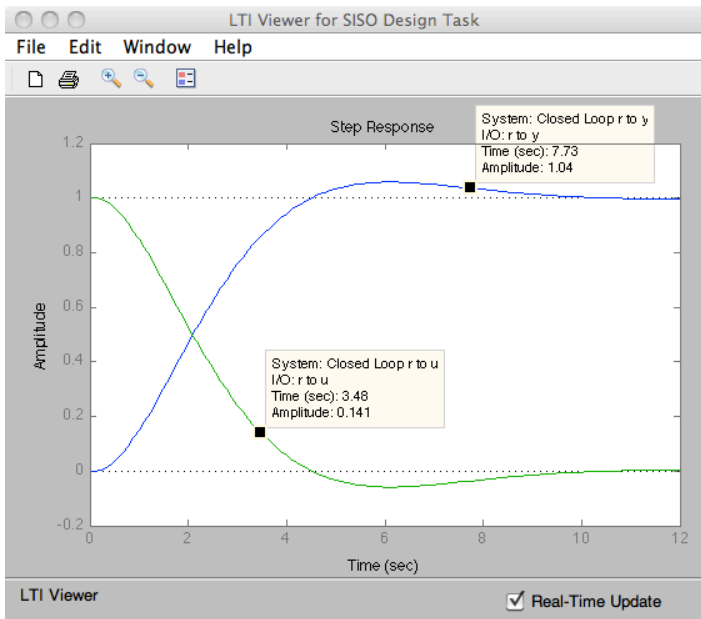 LTI Viewer for SISO Design Task
File Edit Window Help
Step Response
System: Closed Loop r to y
I/O: r to y
Time (sec): 7.73
Amplitude: 1.04
1.2
1
0.8
0.6
0.4
0.2
0
-0.2
Amplitude
System: Closed Loop r to u
I/O: r to u
Time (sec): 3.48
Amplitude: 0.141
0 2 4 6 8 10 12
Time (sec)
LTI Viewer
Real-Time Update